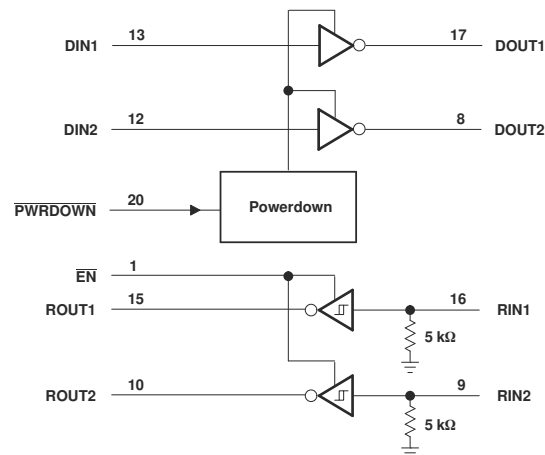 DIN1 13 17 DOUT1
DIN2 12 8 DOUT2
PWRDOWN 20 Powerdown
EN 1
ROUT1 15 16 RIN1
5 kΩ
ROUT2 10 9 RIN2
5 kΩ